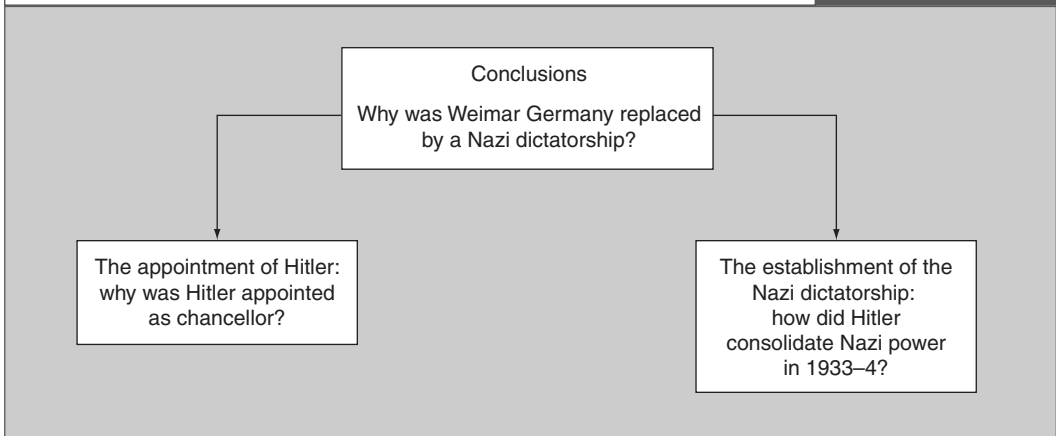 Conclusions
Why was Weimar Germany replaced
by a Nazi dictatorship?
The appointment of Hitler:
why was Hitler appointed
as chancellor?
The establishment of the
Nazi dictatorship:
how did Hitler
consolidate Nazi power
in 1933–4?